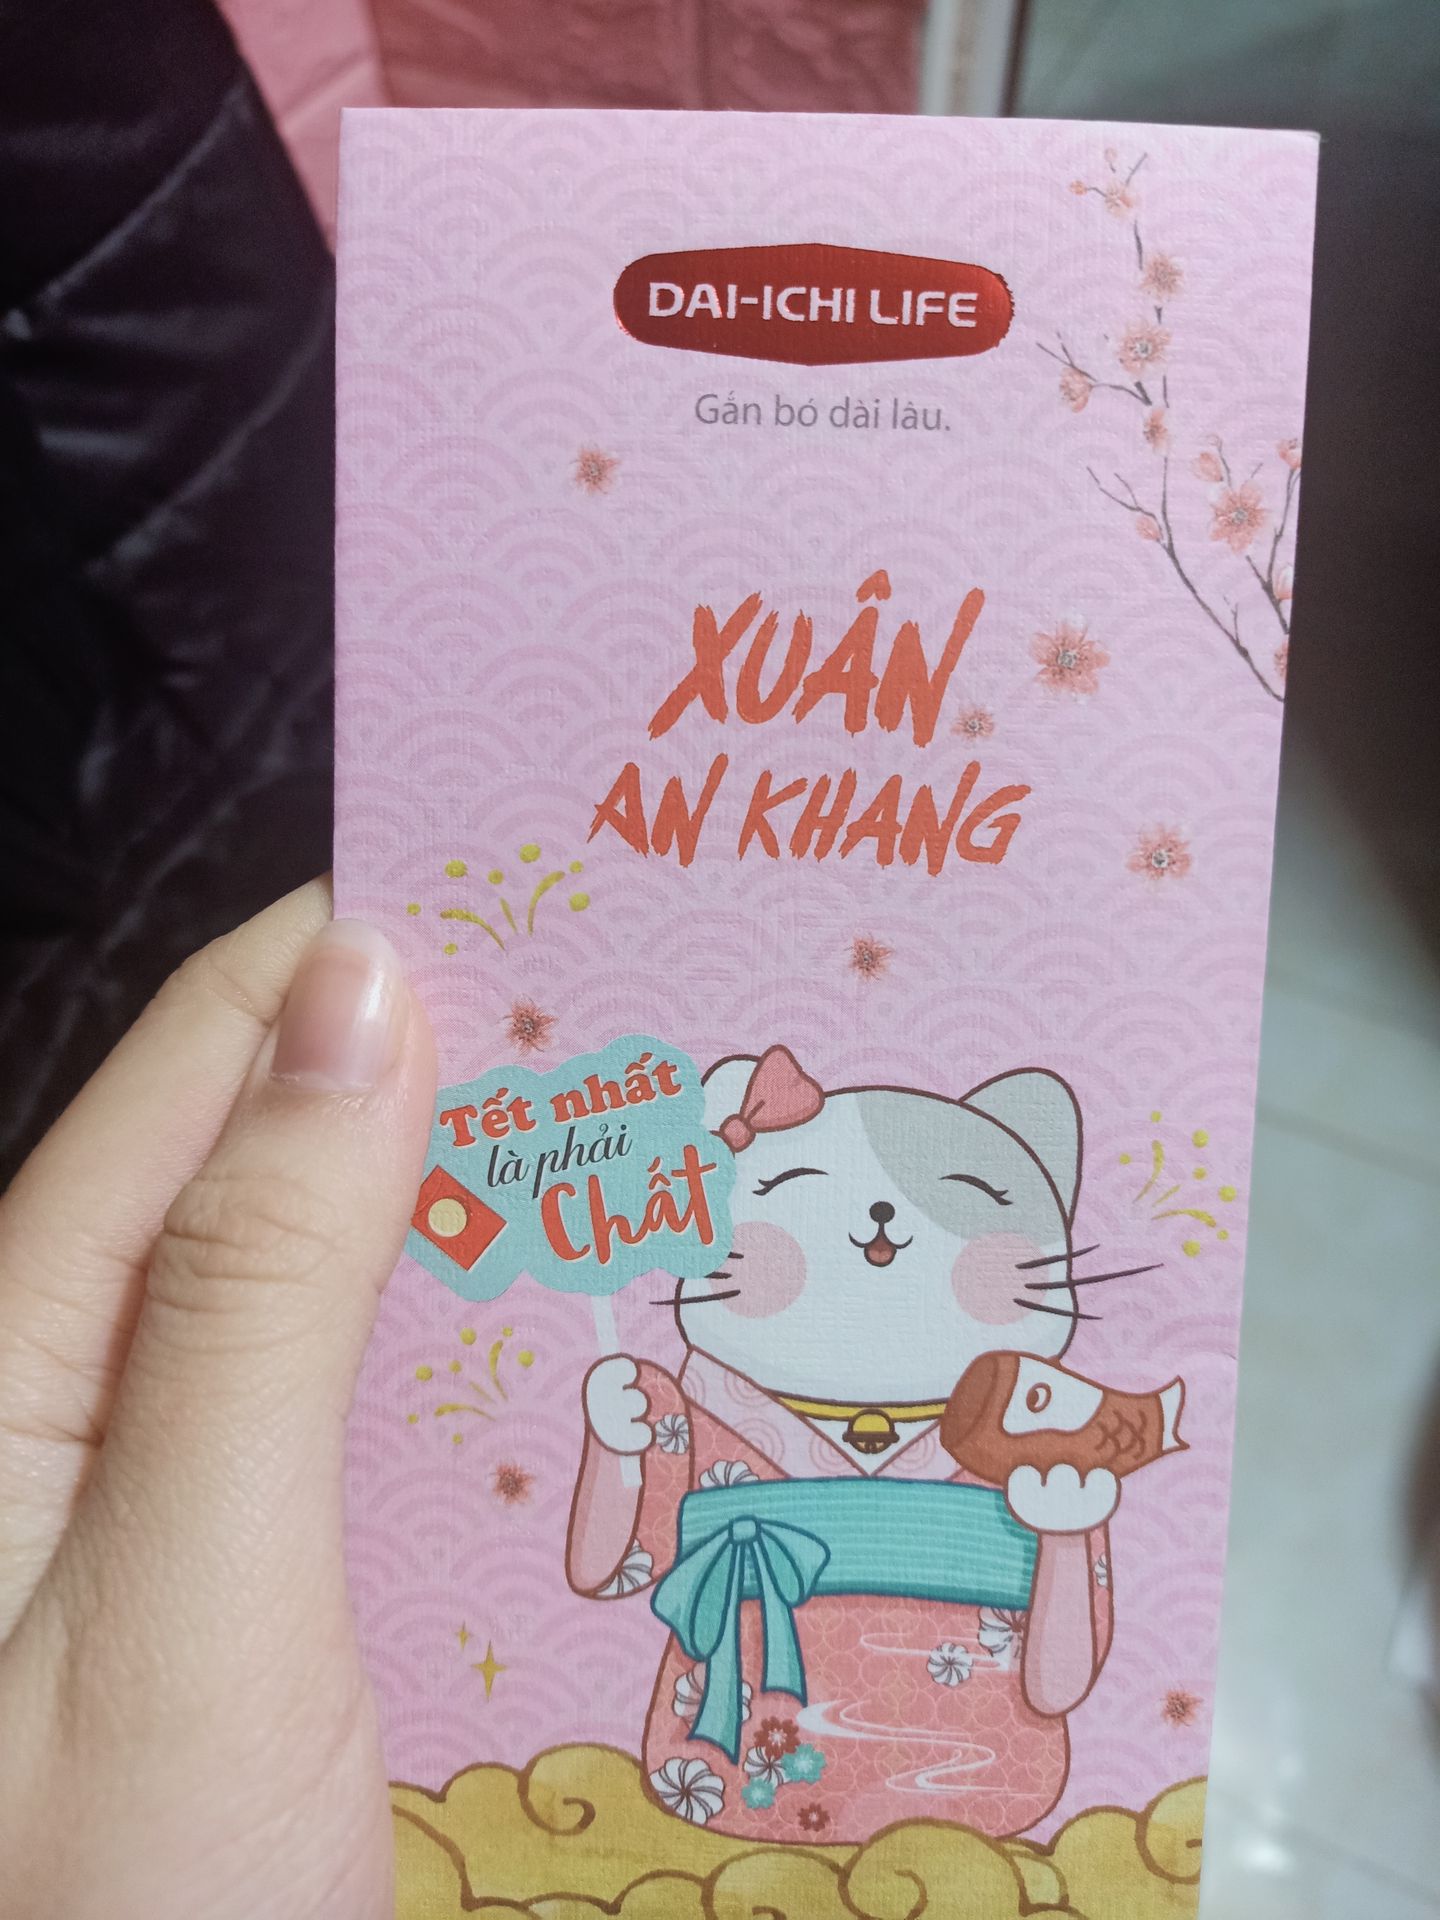 DAI-ICHI LIFE
Gắn bó dài lâu.
XUÂN
AN KHANG
Tết nhất
là phải
Chất